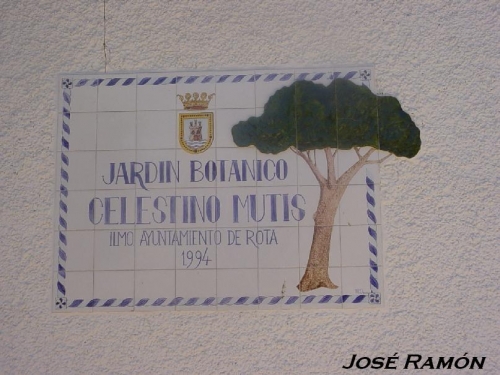 JARDIN BOTANICO
CELESTINO MUTIS
ILMO AYUNTAMIENTO DE ROTA
1994
JOSÉ RAMÓN